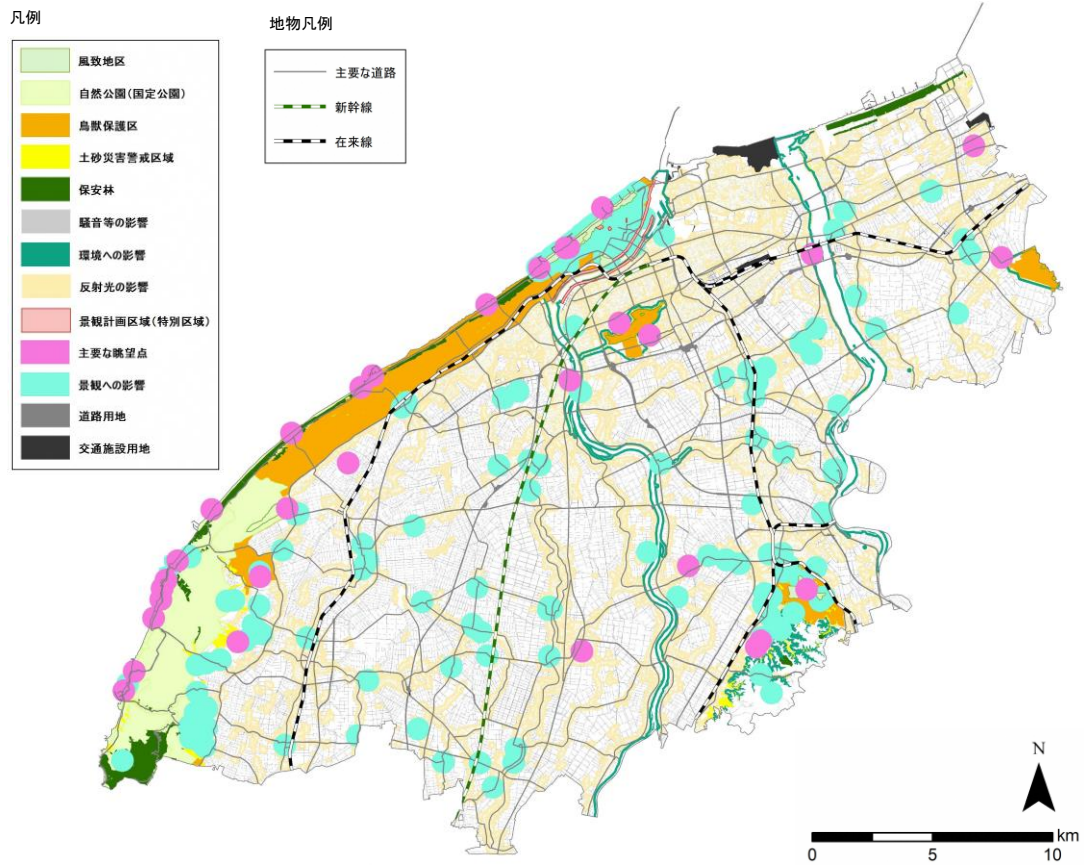 凡例
風致地区
自然公園(国定公園)
鳥獣保護区
土砂災害警戒区域
保安林
騒音等の影響
環境への影響
反射光の影響
景観計画区域(特別区域)
主要な眺望点
景観への影響
道路用地
交通施設用地
地物凡例
主要な道路
新幹線
在来線
N
km
0 5 10